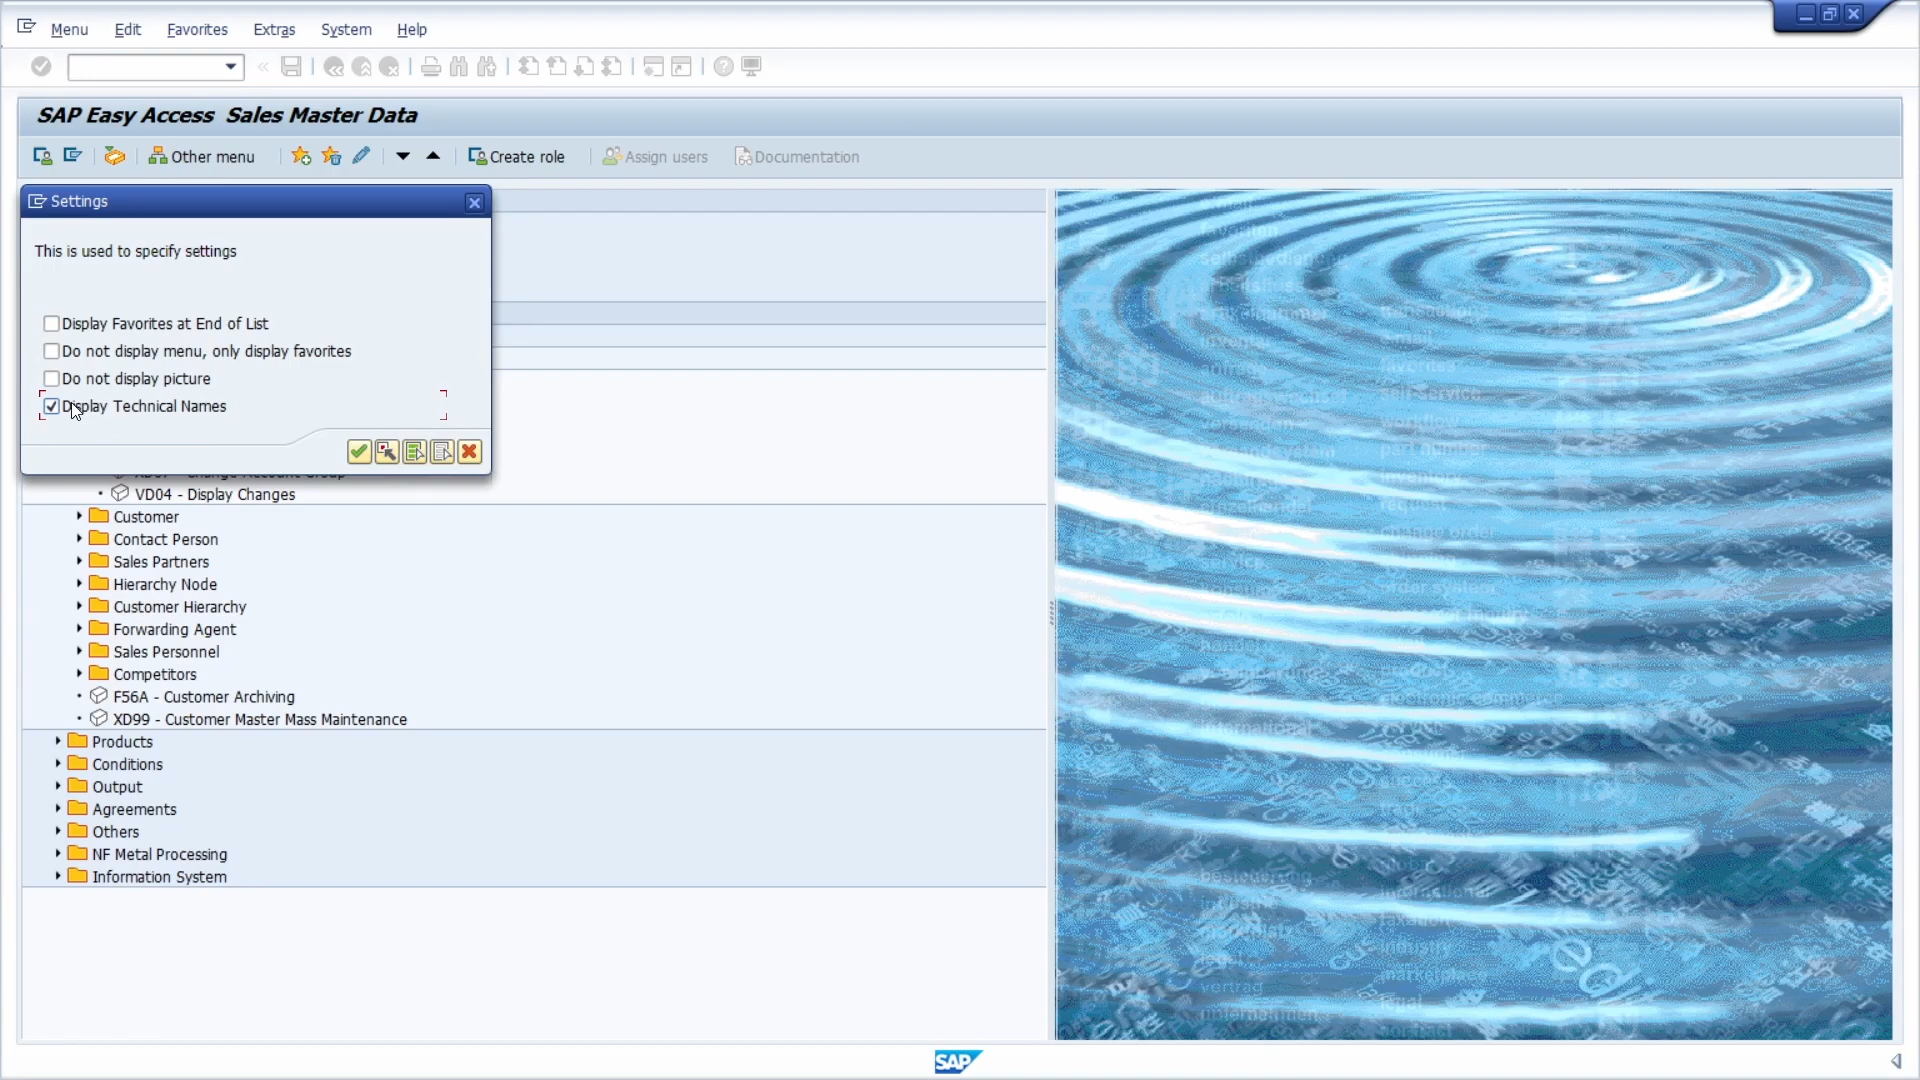 Menu Edit Favorites Extras System Help
SAP Easy Access Sales Master Data
Other menu Create role Assign users Documentation
Settings
This is used to specify settings
Display Favorites at End of List
Do not display menu, only display favorites
Do not display picture
Display Technical Names
VD04 - Display Changes
Customer
Contact Person
Sales Partners
Hierarchy Node
Customer Hierarchy
Forwarding Agent
Sales Personnel
Competitors
F56A - Customer Archiving
XD99 - Customer Master Mass Maintenance
Products
Conditions
Output
Agreements
Others
NF Metal Processing
Information System
SAP